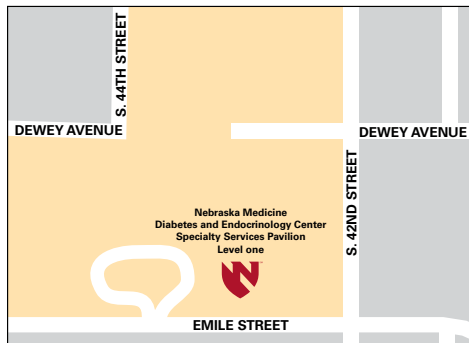 S. 44TH STREET
DEWEY AVENUE
DEWEY AVENUE
S. 42ND STREET
Nebraska Medicine
Diabetes and Endocrinology Center
Specialty Services Pavilion
Level one
EMILE STREET